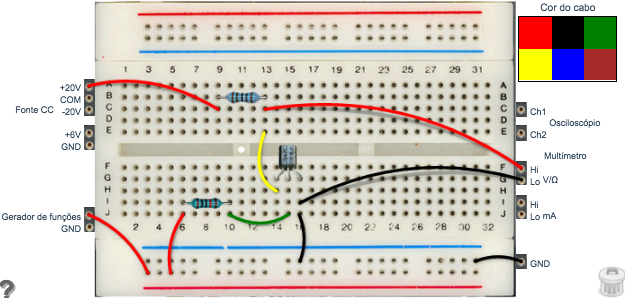 Cor do cabo
1 3 5 7 9 11 13 15 17 19 21 23 25 27 29 31
+20V
COM
Fonte CC -20V
+6V
GND
A A
B B
C C
D D
E E
Ch1
Osciloscópio
Ch2
Multímetro
F F
G G
H H
I I
J J
Hi
Lo V/Ω
Hi
Lo mA
Gerador de funções
GND
2 4 6 8 10 12 14 16 18 20 22 24 26 28 30 32
GND
?